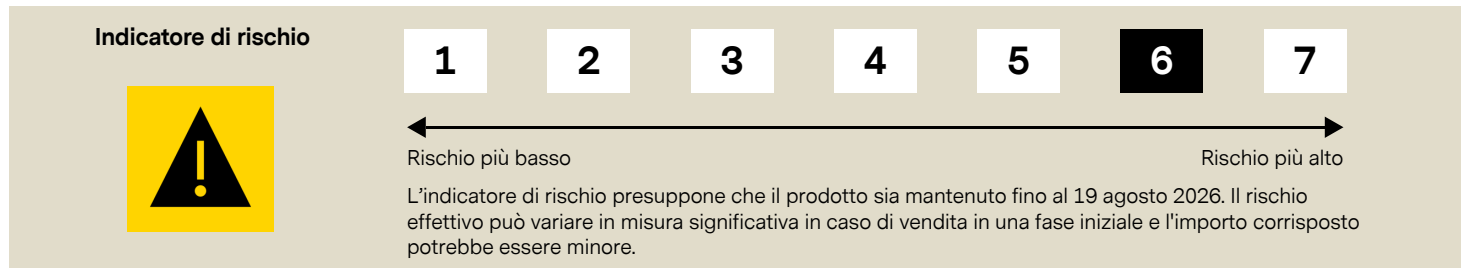 Indicatore di rischio
1 2 3 4 5 6 7
Rischio più basso Rischio più alto
L’indicatore di rischio presuppone che il prodotto sia mantenuto fino al 19 agosto 2026. Il rischio
effettivo può variare in misura significativa in caso di vendita in una fase iniziale e l'importo corrisposto
potrebbe essere minore.